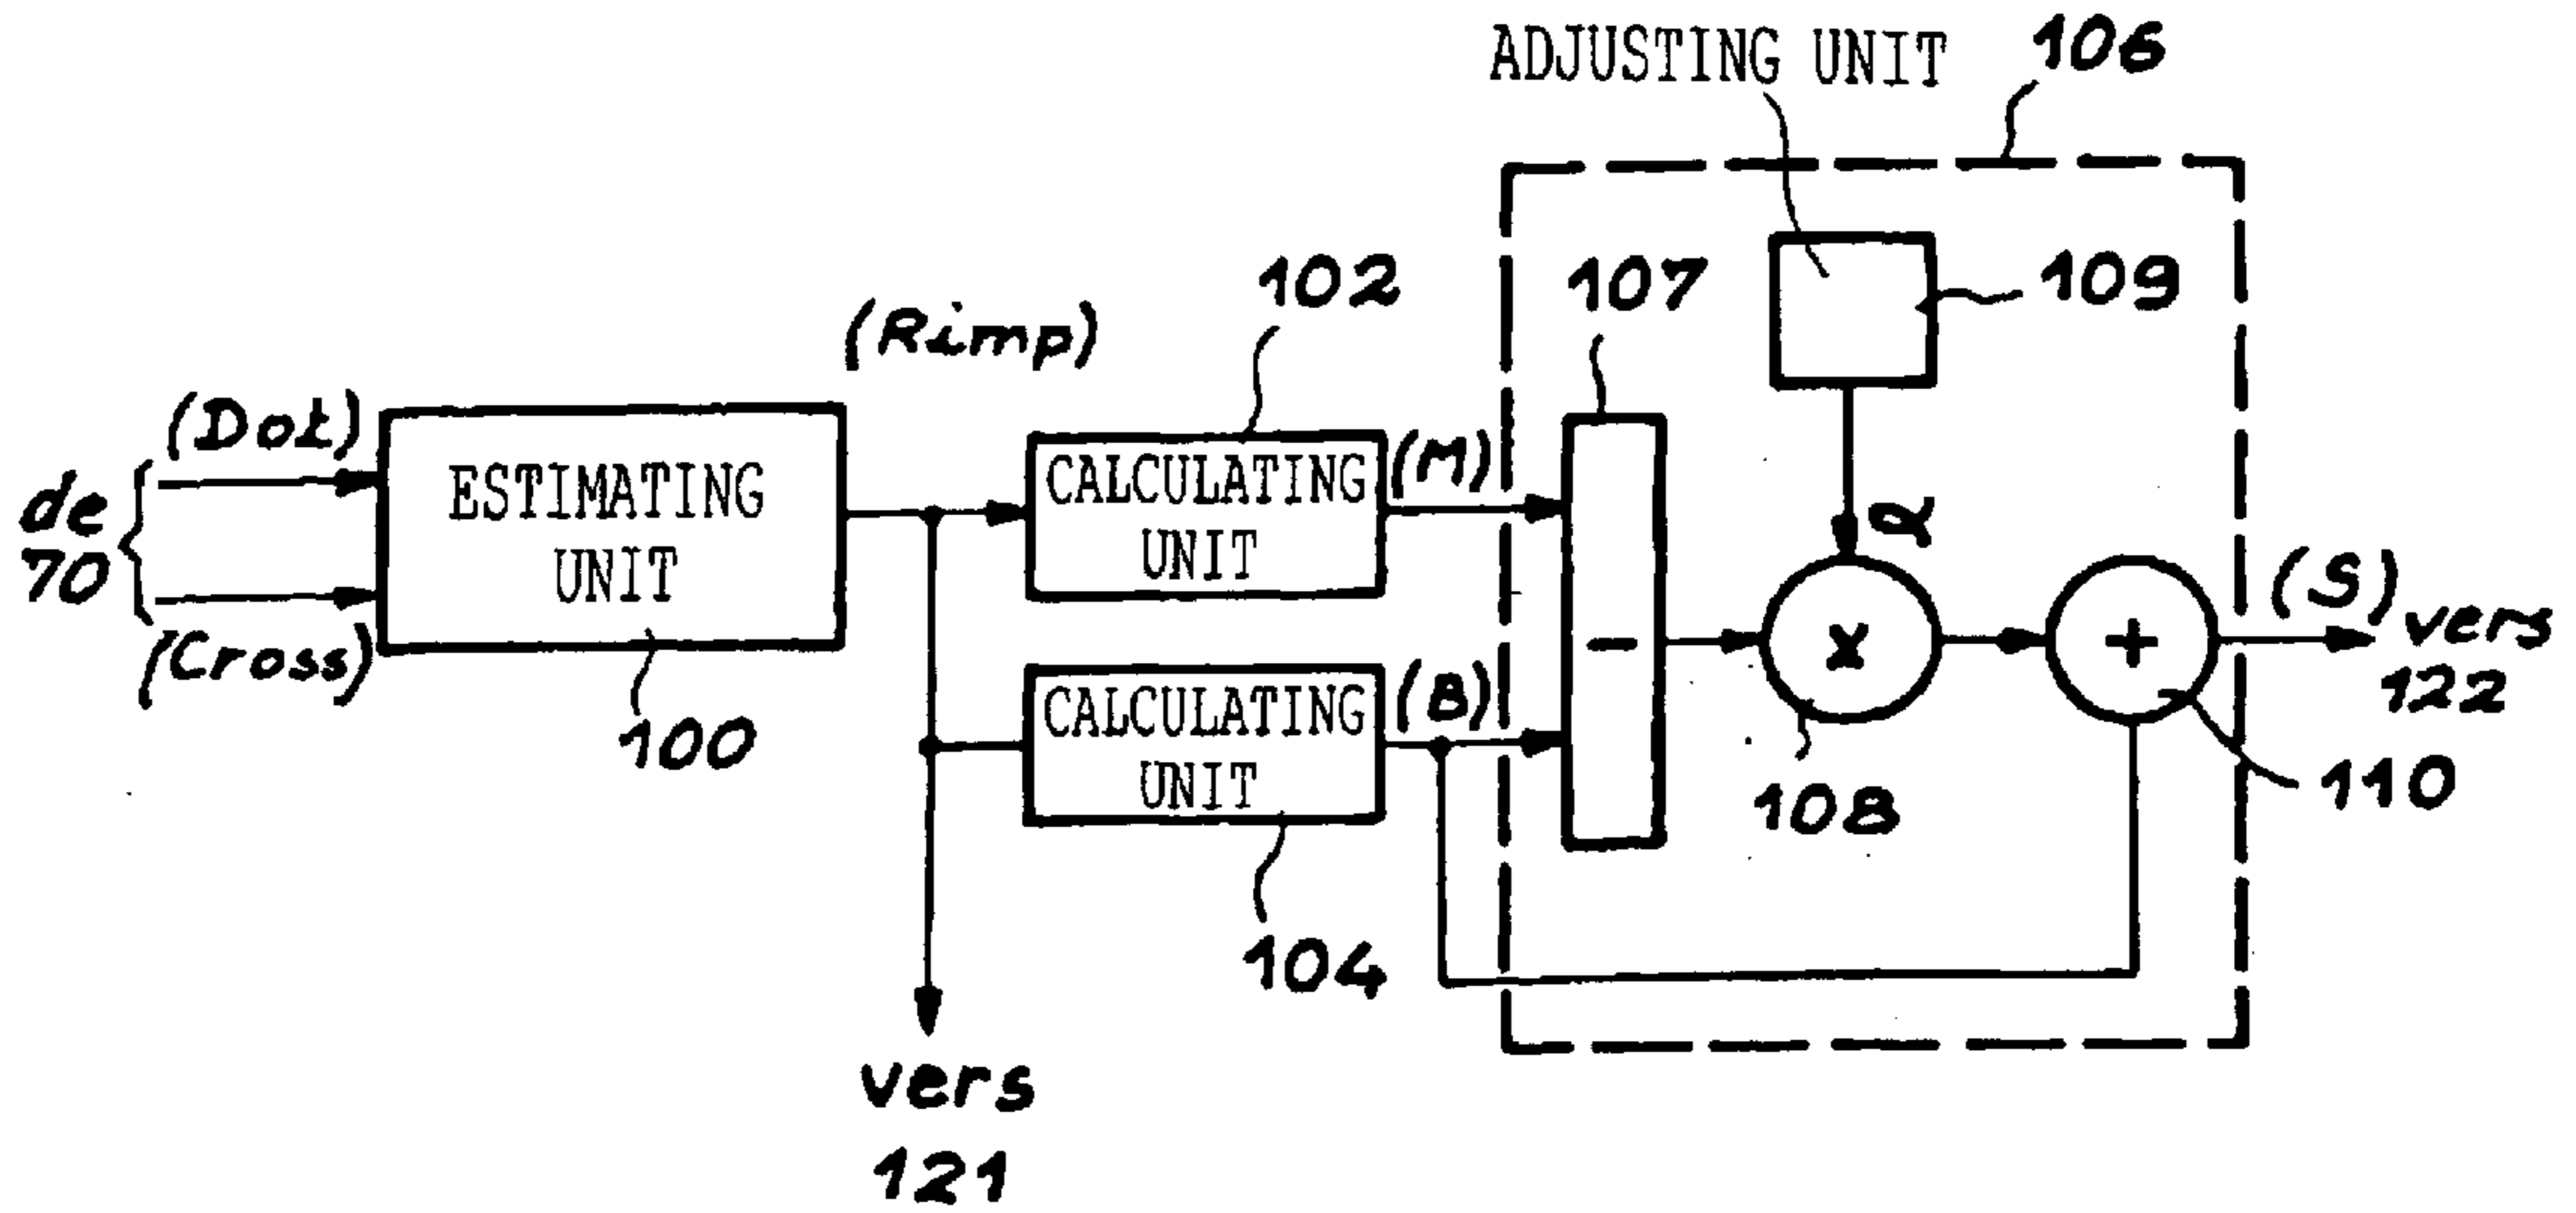 ADJUSTING UNIT
106
102
107
109
(Rimp)
(Dot)
de
70
(Cross)
ESTIMATING
UNIT
100
CALCULATING
UNIT
(M)
α
CALCULATING
UNIT
(B)
104
-
x
108
+
110
(S)
vers
122
vers
121